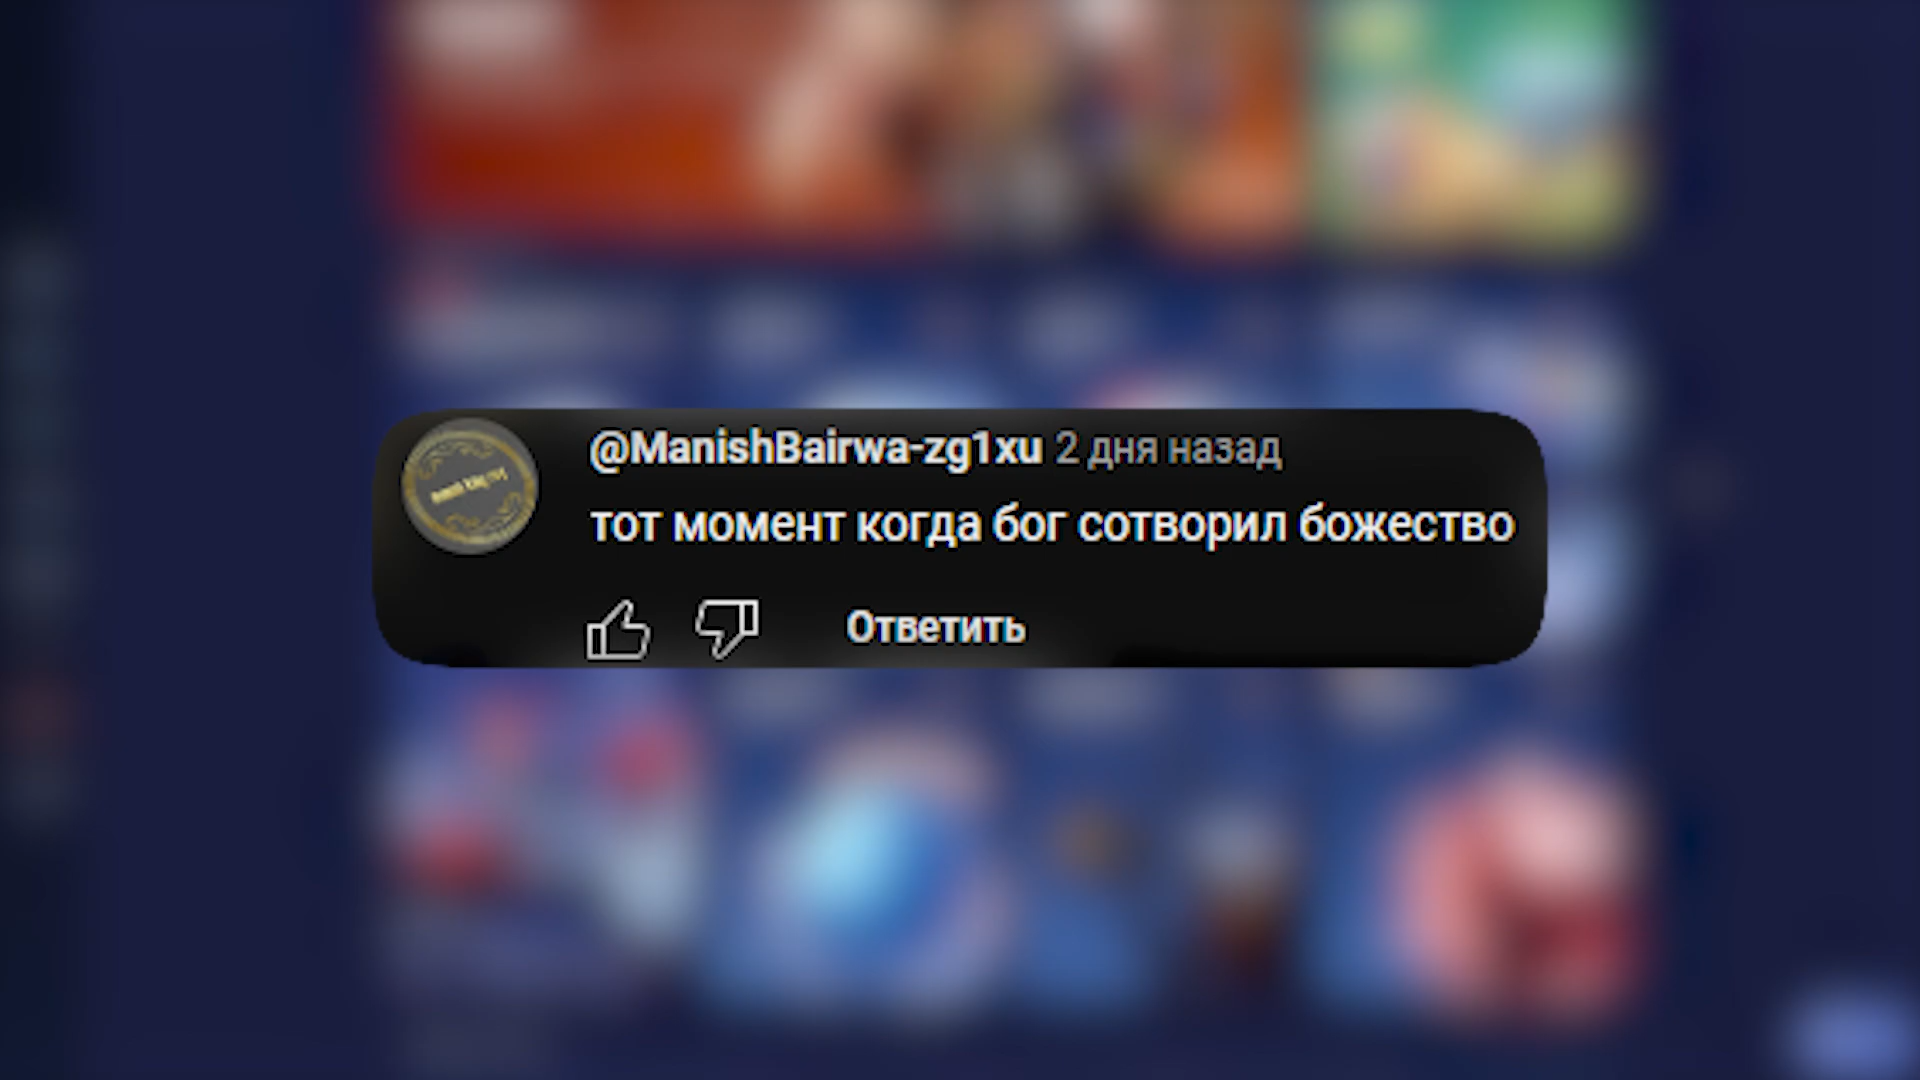 @ManishBairwa-zg1xu 2 дня назад
тот момент когда бог сотворил божество
Ответить